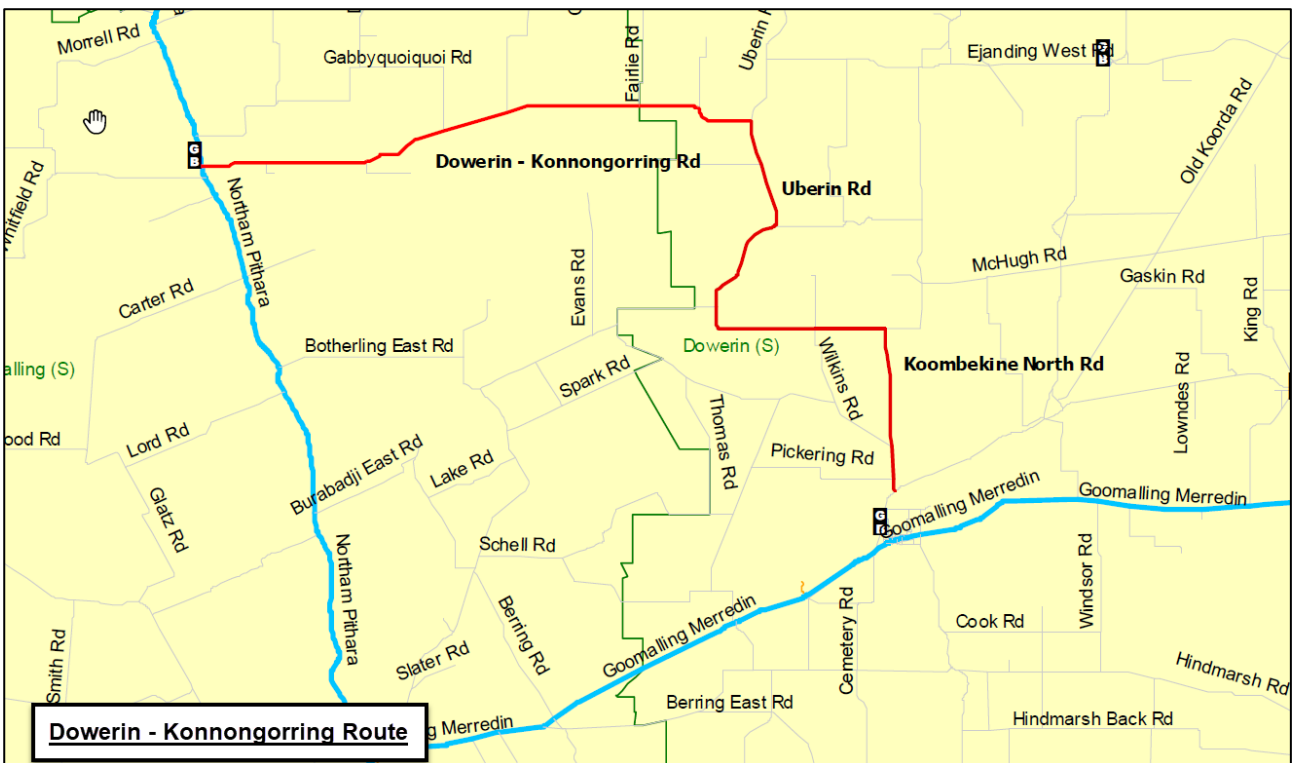 Morrell Rd
Gabbyquoiquoi Rd
Fairlie Rd
Uberin
Ejanding West Rd
Old Koorda Rd
G
B
B
Dowerin - Konnongorring Rd
Uberin Rd
Whitfield Rd
Northam Pithara
Carter Rd
Evans Rd
McHugh Rd
Gaskin Rd
King Rd
Botherling East Rd
Dowerin (S)
Wilkins Rd
Koombekine North Rd
alling (S)
Spark Rd
Lowndes Rd
Thomas Rd
ood Rd
Lord Rd
Burabadji East Rd
Lake Rd
Pickering Rd
Glatz Rd
Goomalling Merredin
Goomalling Merredin
G
Schell Rd
Northam Pithara
Berring Rd
Goomalling Merredin
Cemetery Rd
Windsor Rd
Cook Rd
Smith Rd
Slater Rd
Hindmarsh Rd
Berring East Rd
Hindmarsh Back Rd
g Merredin
Dowerin - Konnongorring Route